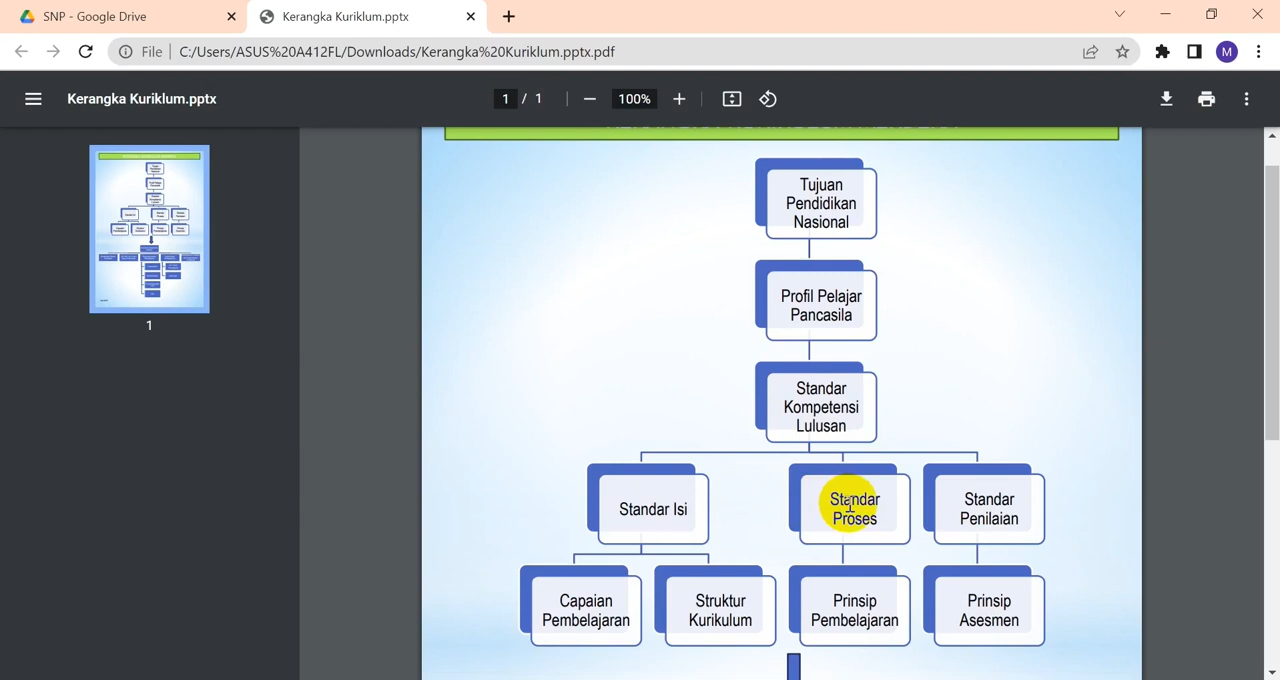 SNP - Google Drive
Kerangka Kuriklum.pptx
File
C:/Users/ASUS%20A412FL/Downloads/Kerangka%20Kuriklum.pptx.pdf
M
Kerangka Kuriklum.pptx
1 / 1
100%
1
Tujuan
Pendidikan
Nasional
Profil Pelajar
Pancasila
Standar
Kompetensi
Lulusan
Standar Isi
Standar
Proses
Standar
Penilaian
Capaian
Pembelajaran
Struktur
Kurikulum
Prinsip
Pembelajaran
Prinsip
Asesmen